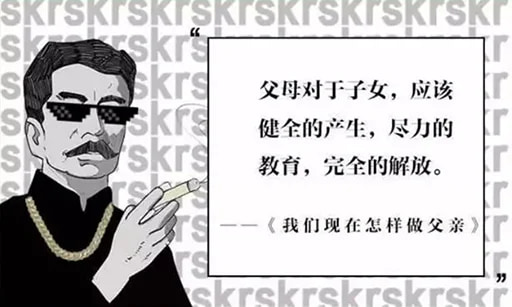 skrskrskrskrskr
“
父母对于子女，应该
健全的产生，尽力的
教育，完全的解放。
——《我们现在怎样做父亲》
”